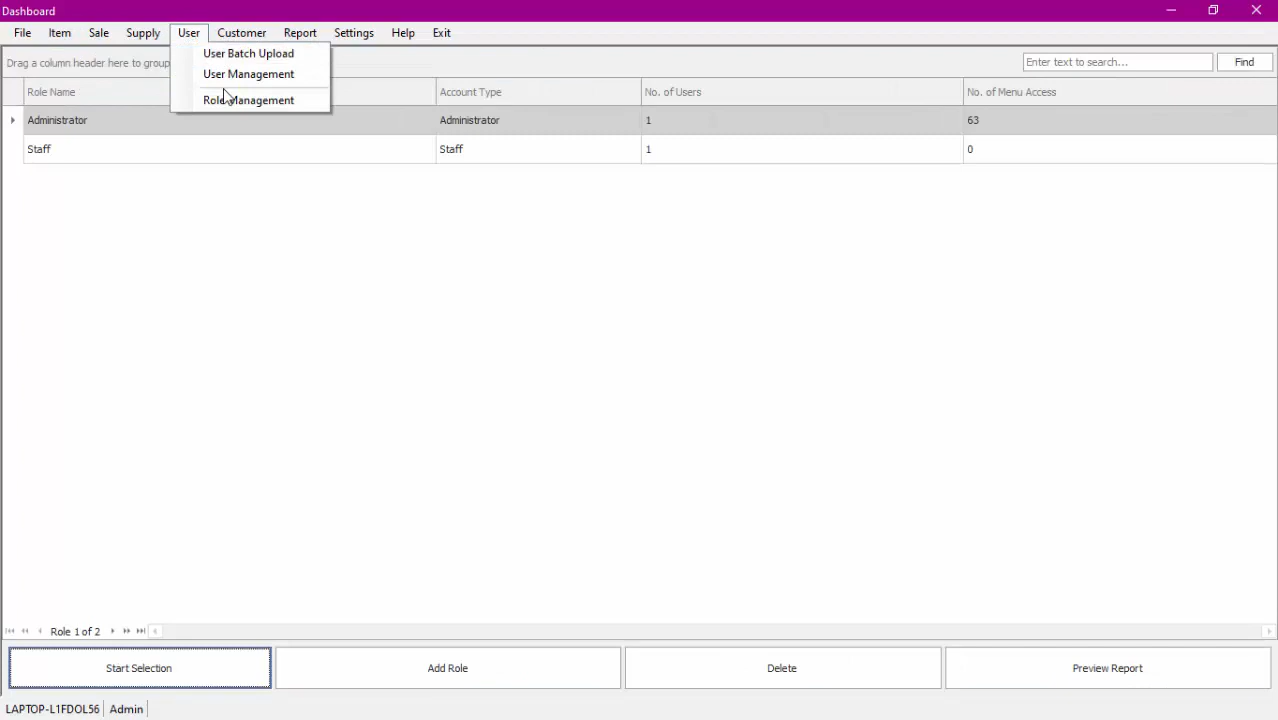 Dashboard
File Item Sale Supply User Customer Report Settings Help Exit
User Batch Upload
User Management
Role Management
Drag a column header here to group
Enter text to search... Find
Role Name Account Type No. of Users No. of Menu Access
Administrator Administrator 1 63
Staff Staff 1 0
Role 1 of 2
Start Selection Add Role Delete Preview Report
LAPTOP-L1FDOL56 Admin